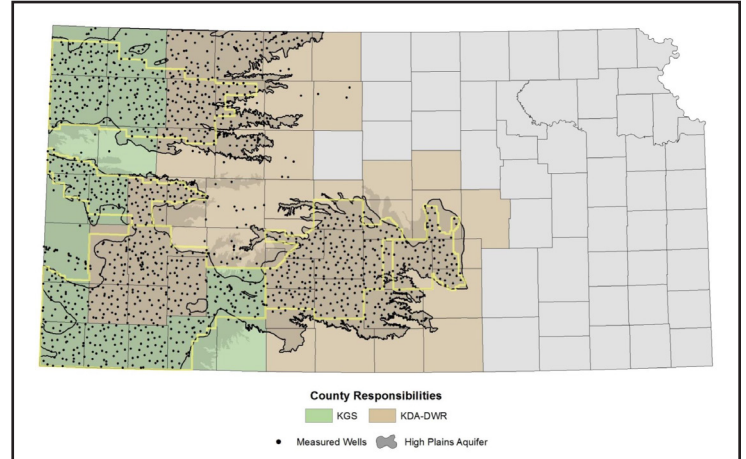 County Responsibilities
KGS KDA-DWR
Measured Wells High Plains Aquifer